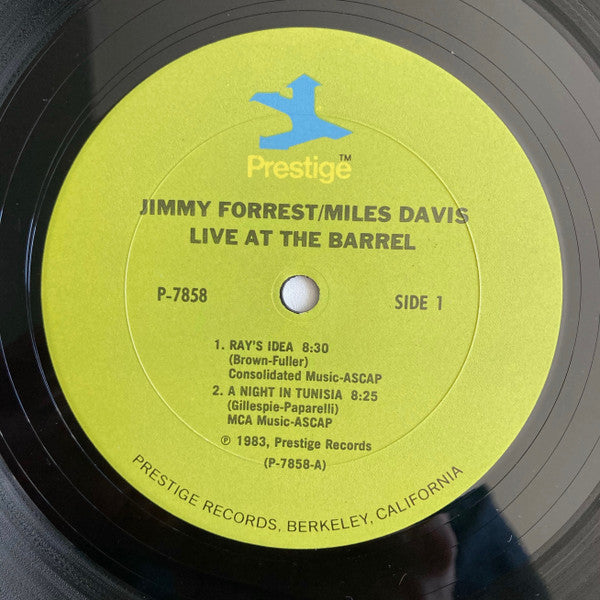 Prestige™
JIMMY FORREST/MILES DAVIS
LIVE AT THE BARREL
P-7858
SIDE 1
1. RAY'S IDEA 8:30
(Brown-Fuller)
Consolidated Music-ASCAP
2. A NIGHT IN TUNISIA 8:25
(Gillespie-Paparelli)
MCA Music-ASCAP
℗ 1983, Prestige Records
(P-7858-A)
PRESTIGE RECORDS, BERKELEY, CALIFORNIA